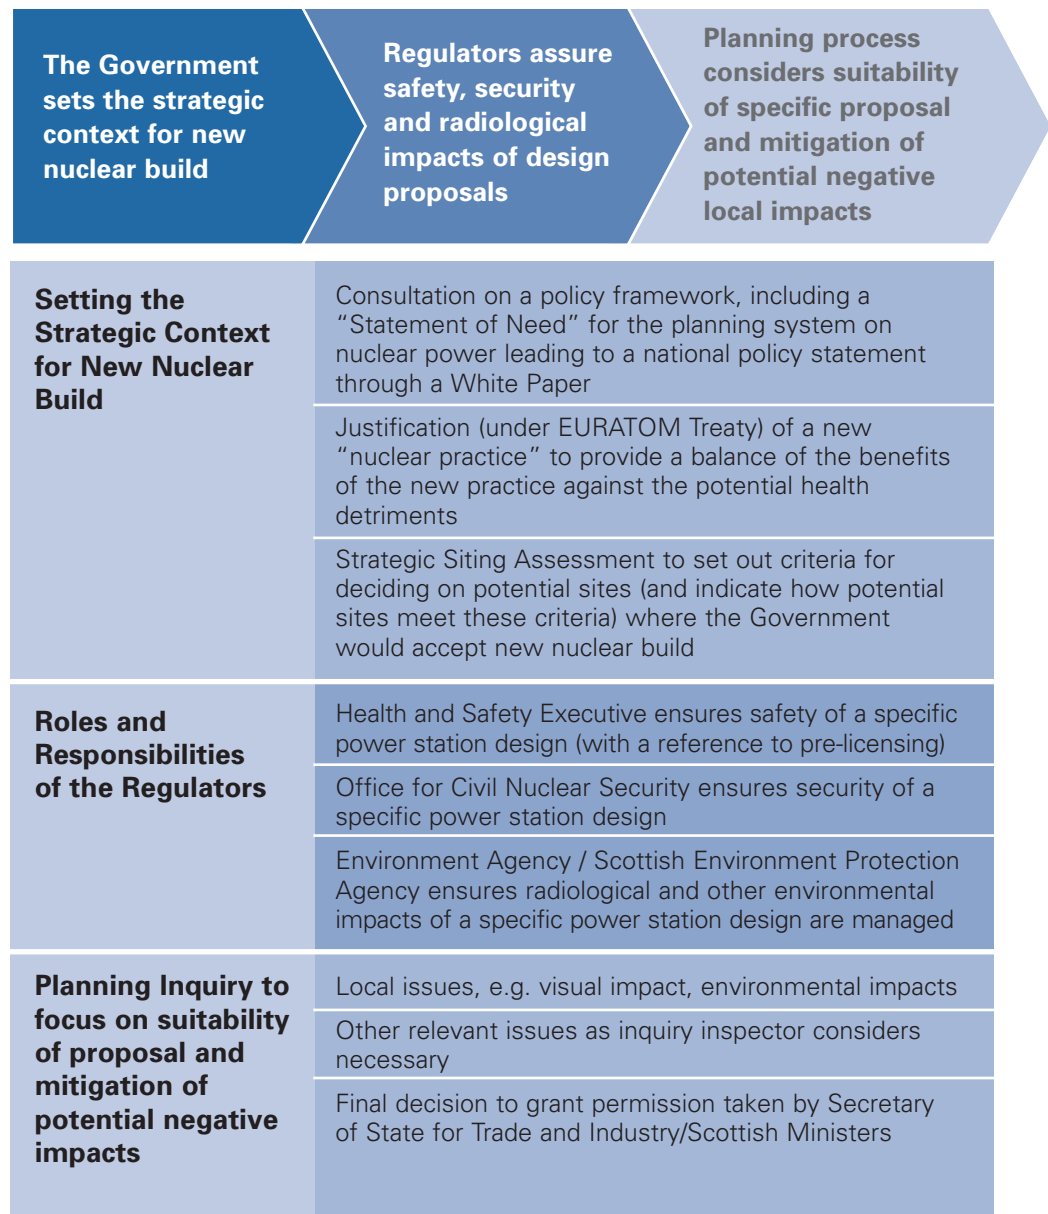 The Government
sets the strategic
context for new
nuclear build
Regulators assure
safety, security
and radiological
impacts of design
proposals
Planning process
considers suitability
of specific proposal
and mitigation of
potential negative
local impacts
Setting the
Strategic Context
for New Nuclear
Build
Consultation on a policy framework, including a
“Statement of Need” for the planning system on
nuclear power leading to a national policy statement
through a White Paper
Justification (under EURATOM Treaty) of a new
“nuclear practice” to provide a balance of the benefits
of the new practice against the potential health
detriments
Strategic Siting Assessment to set out criteria for
deciding on potential sites (and indicate how potential
sites meet these criteria) where the Government
would accept new nuclear build
Roles and
Responsibilities
of the Regulators
Health and Safety Executive ensures safety of a specific
power station design (with a reference to pre-licensing)
Office for Civil Nuclear Security ensures security of a
specific power station design
Environment Agency / Scottish Environment Protection
Agency ensures radiological and other environmental
impacts of a specific power station design are managed
Planning Inquiry to
focus on suitability
of proposal and
mitigation of
potential negative
impacts
Local issues, e.g. visual impact, environmental impacts
Other relevant issues as inquiry inspector considers
necessary
Final decision to grant permission taken by Secretary
of State for Trade and Industry/Scottish Ministers